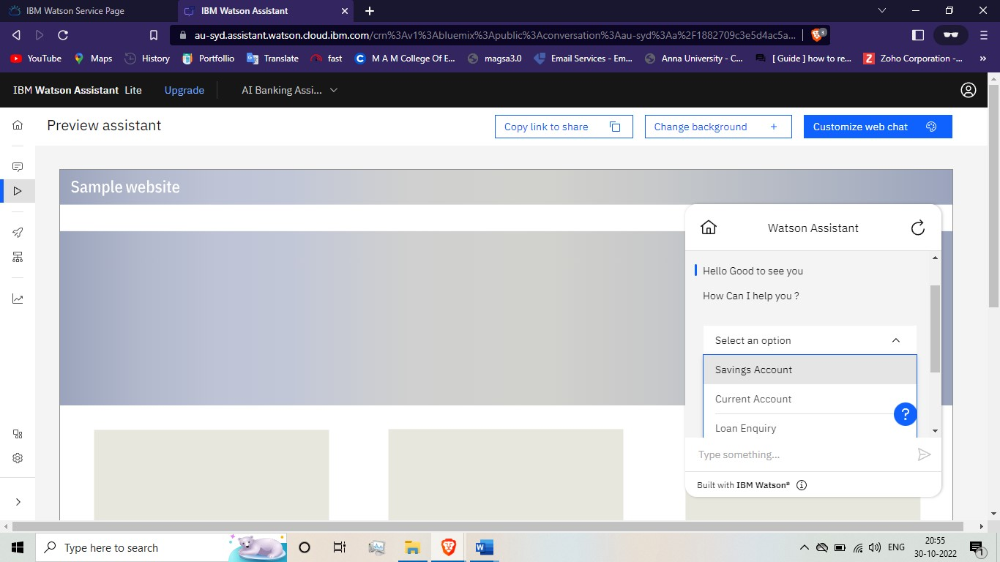 IBM Watson Service Page
IBM Watson Assistant
au-syd.assistant.watson.cloud.ibm.com/crn%3Av1%3Abluemix%3Apublic%3Aconversation%3Aau-syd%3Aa%2F1882709c3e5d4ac5a...
3
YouTube
Maps
History
Portfollio
Translate
fast
M A M College Of E...
magsa3.0
Email Services - Em...
Anna University - C...
[ Guide ] how to re...
Zoho Corporation -...
IBM Watson Assistant Lite
Upgrade
AI Banking Assi...
Preview assistant
Copy link to share
Change background +
Customize web chat
Sample website
Watson Assistant
Hello Good to see you
How Can I help you ?
Select an option
Savings Account
Current Account
?
Loan Enquiry
Type something...
Built with IBM Watson®
Type here to search
ENG
20:55
30-10-2022
1